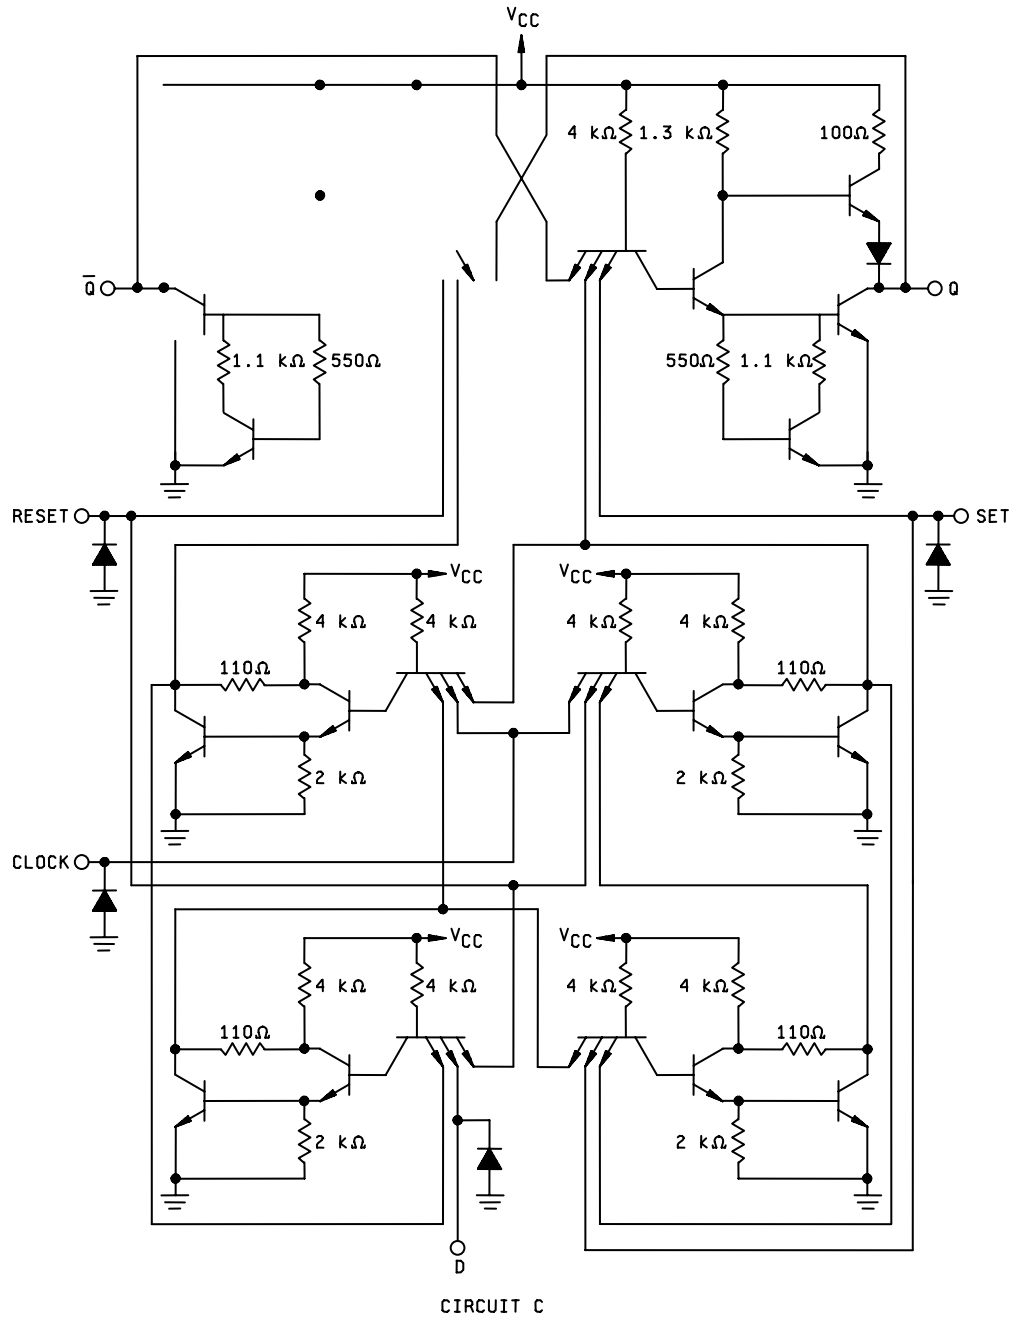 VCC
4 kΩ 1.3 kΩ 100Ω
Q̅ Q
1.1 kΩ 550Ω 550Ω 1.1 kΩ
RESET SET
VCC VCC
4 kΩ 4 kΩ 4 kΩ 4 kΩ
110Ω 110Ω
2 kΩ 2 kΩ
CLOCK
VCC VCC
4 kΩ 4 kΩ 4 kΩ 4 kΩ
110Ω 110Ω
2 kΩ 2 kΩ
D
CIRCUIT C